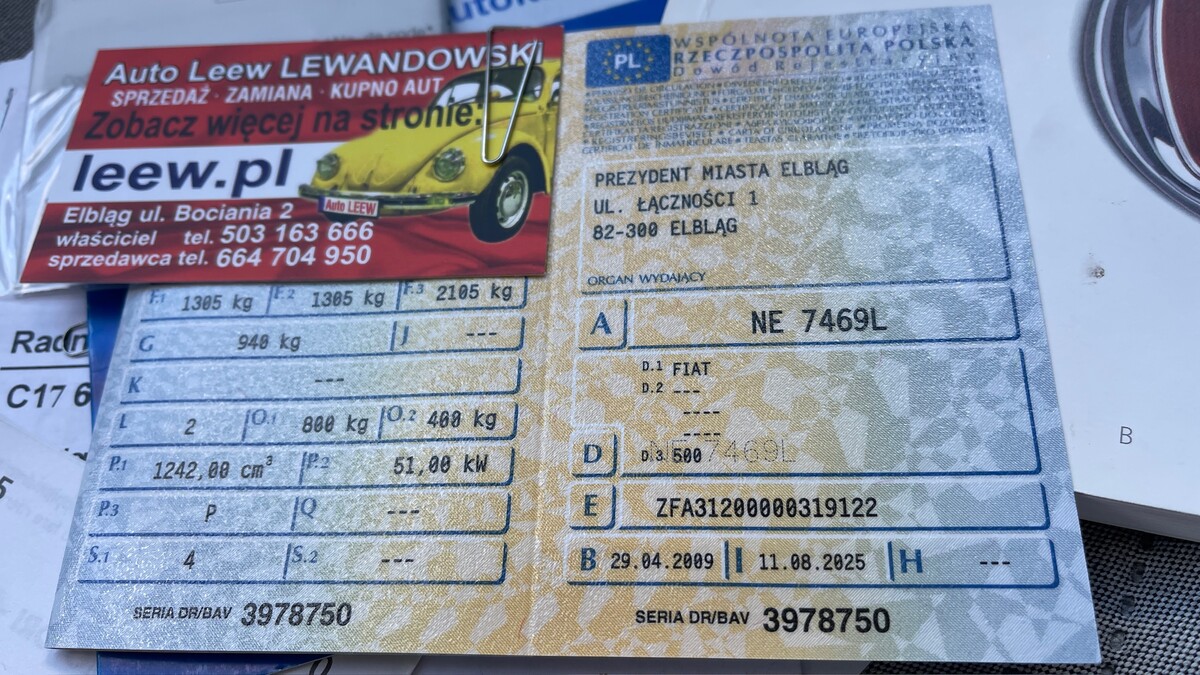 Auto Leew LEWANDOWSKI
SPRZEDAŻ · ZAMIANA · KUPNO AUT
Zobacz więcej na stronie:
leew.pl
Auto LEEW
Elbląg ul. Bociania 2
właściciel tel. 503 163 666
sprzedawca tel. 664 704 950
F.1 1305 kg F.2 1305 kg F.3 2105 kg
G 940 kg J ---
K ---
L 2 O.1 800 kg O.2 400 kg
P.1 1242,00 cm³ P.2 51,00 kW
P.3 P Q ---
S.1 4 S.2 ---
SERIA DR/BAV 3978750
PL
WSPÓLNOTA EUROPEJSKA
RZECZPOSPOLITA POLSKA
Dowód Rejestracyjny
PREZYDENT MIASTA ELBLĄG
UL. ŁĄCZNOŚCI 1
82-300 ELBLĄG
ORGAN WYDAJĄCY
A NE 7469L
D.1 FIAT
D.2 ---
----
----
D D.3 500
NE 7469L
E ZFA31200000319122
B 29.04.2009 I 11.08.2025 H ---
SERIA DR/BAV 3978750
C17 6
B